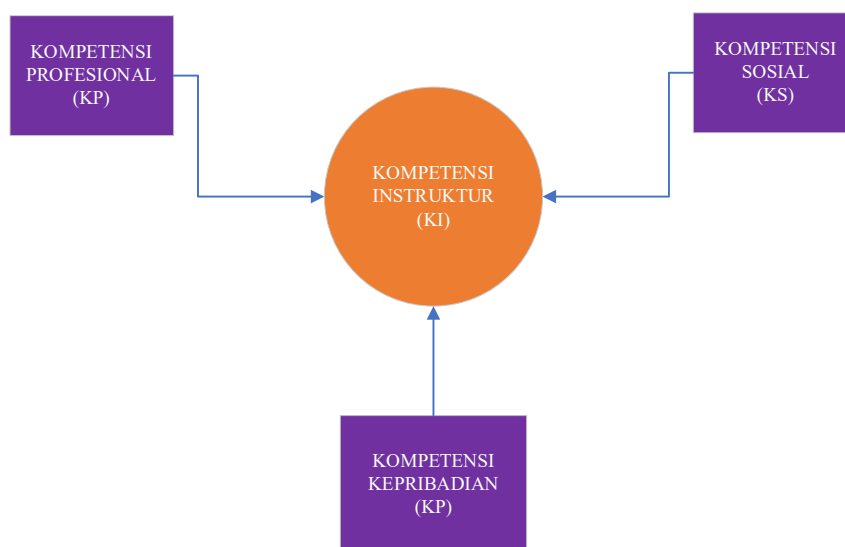 KOMPETENSI
PROFESIONAL
(KP)
KOMPETENSI
SOSIAL
(KS)
KOMPETENSI
INSTRUKTUR
(KI)
KOMPETENSI
KEPRIBADIAN
(KP)